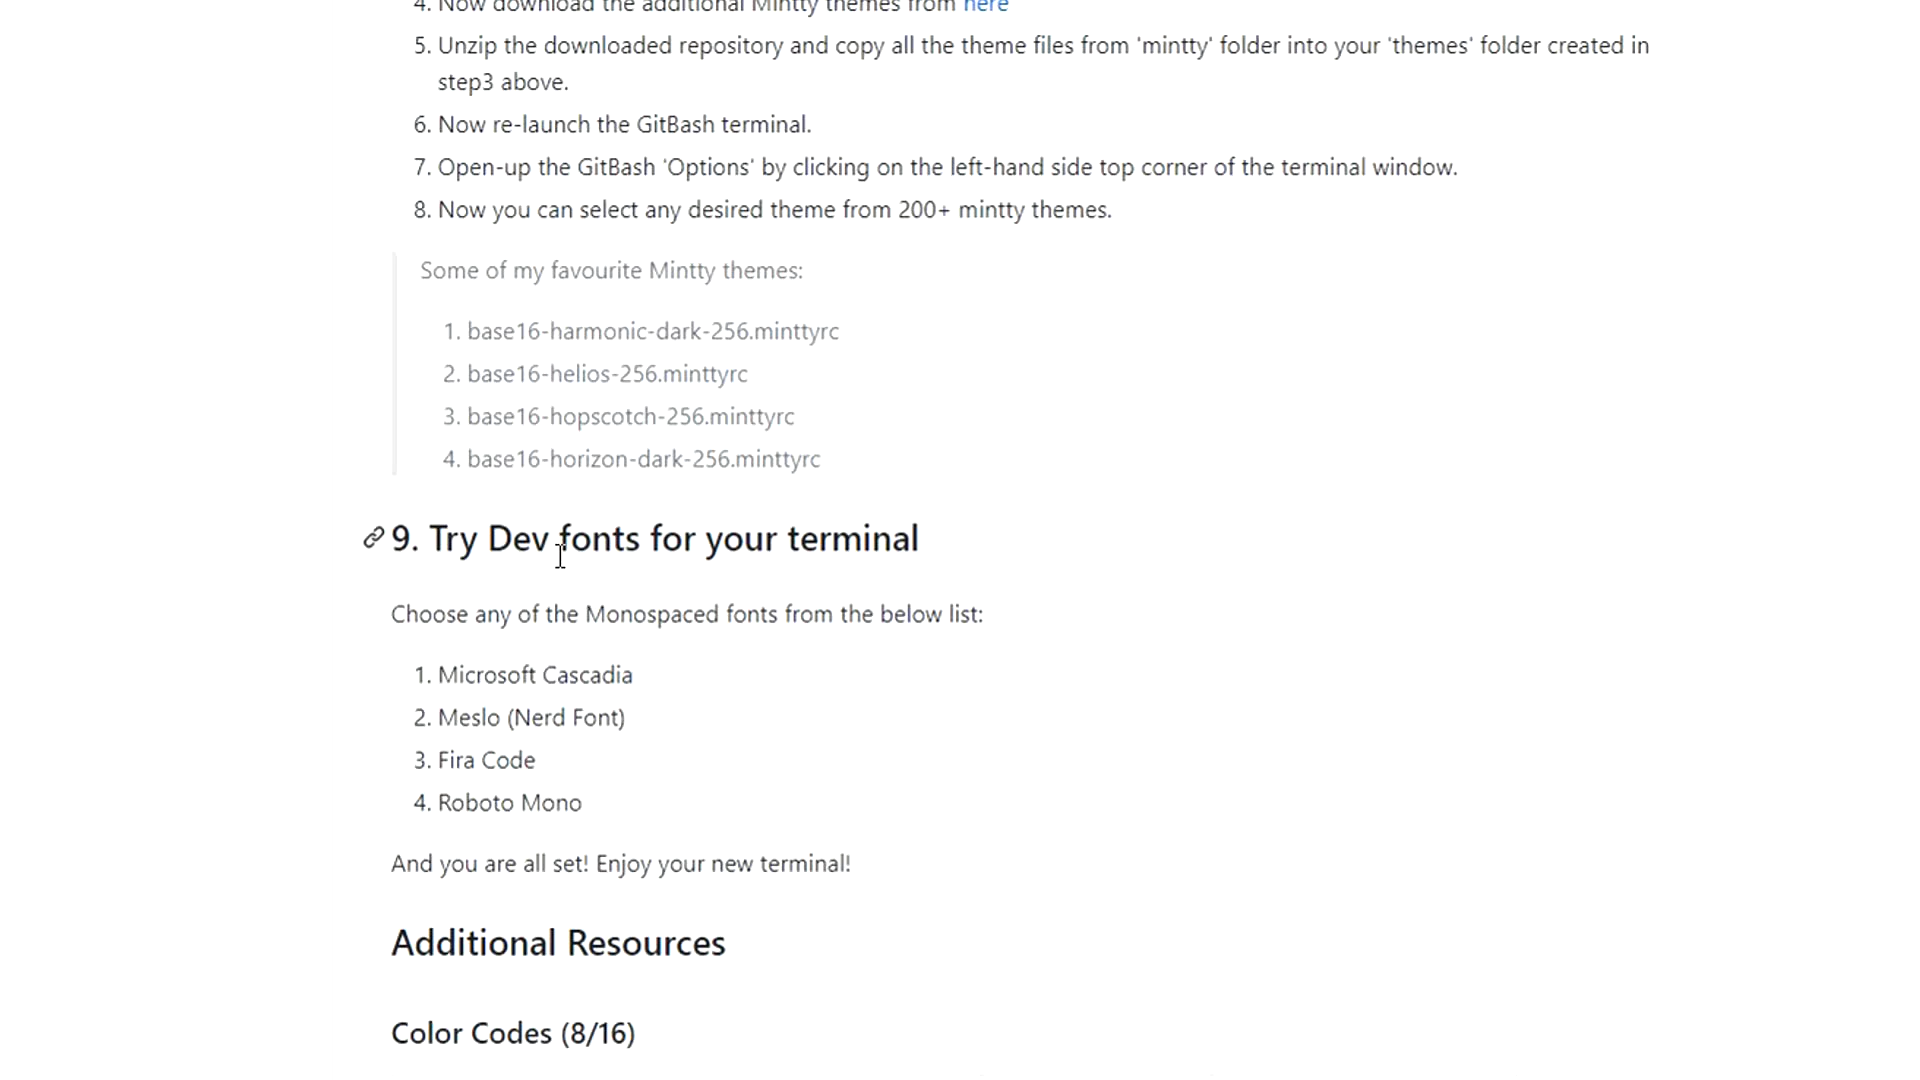 4. Now download the additional Mintty themes from here
5. Unzip the downloaded repository and copy all the theme files from 'mintty' folder into your 'themes' folder created in
step3 above.
6. Now re-launch the GitBash terminal.
7. Open-up the GitBash 'Options' by clicking on the left-hand side top corner of the terminal window.
8. Now you can select any desired theme from 200+ mintty themes.
Some of my favourite Mintty themes:
1. base16-harmonic-dark-256.minttyrc
2. base16-helios-256.minttyrc
3. base16-hopscotch-256.minttyrc
4. base16-horizon-dark-256.minttyrc
9. Try Dev fonts for your terminal
Choose any of the Monospaced fonts from the below list:
1. Microsoft Cascadia
2. Meslo (Nerd Font)
3. Fira Code
4. Roboto Mono
And you are all set! Enjoy your new terminal!
Additional Resources
Color Codes (8/16)